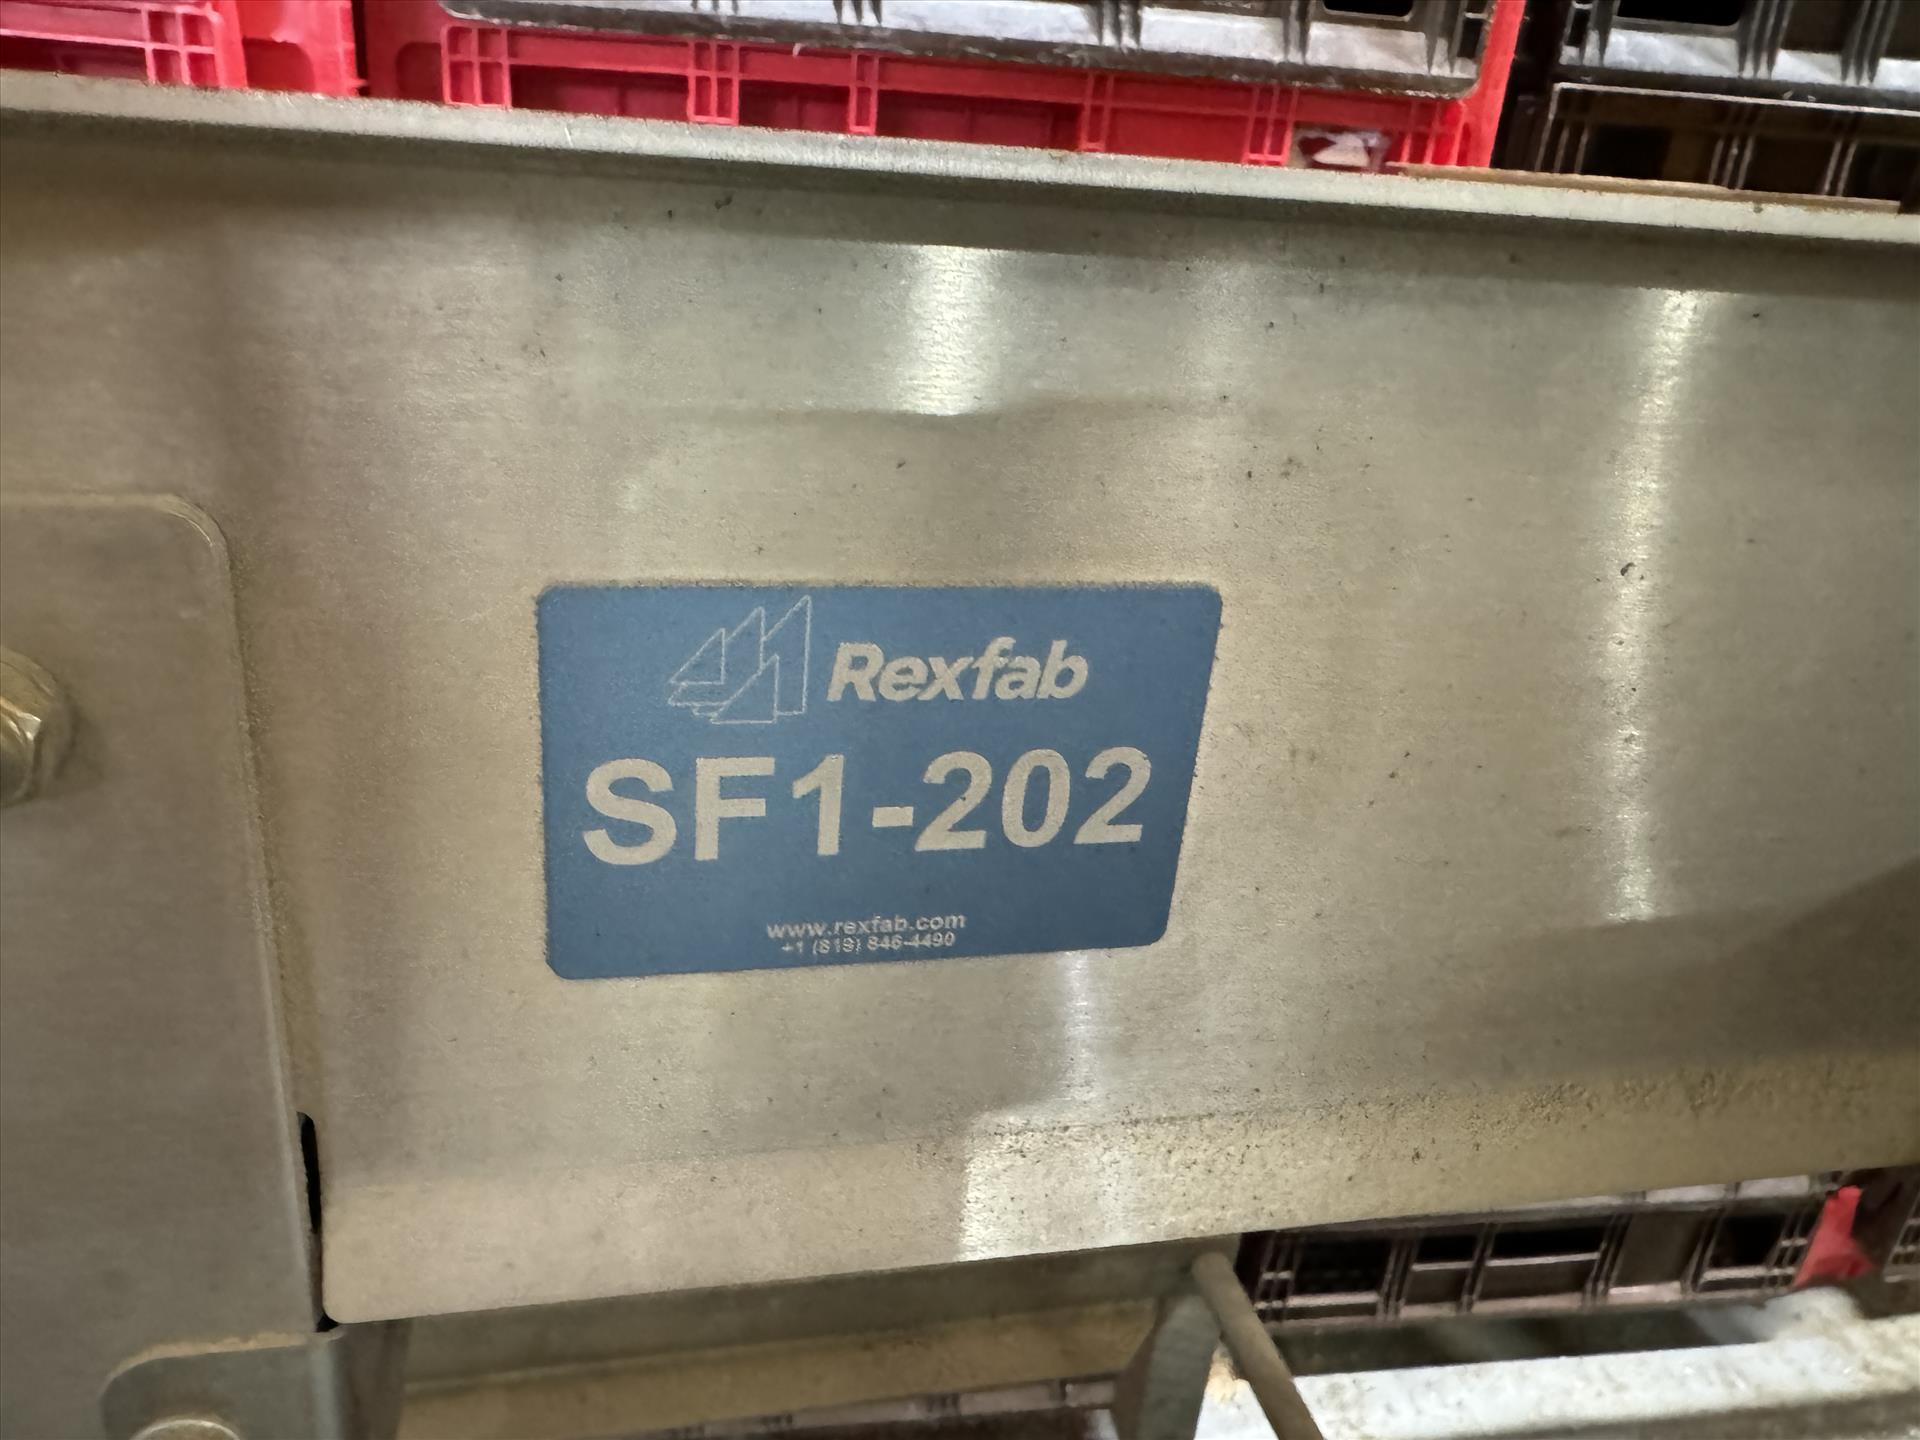 Rexfab
SF1-202
www.rexfab.com
+1 (819) 846-4490